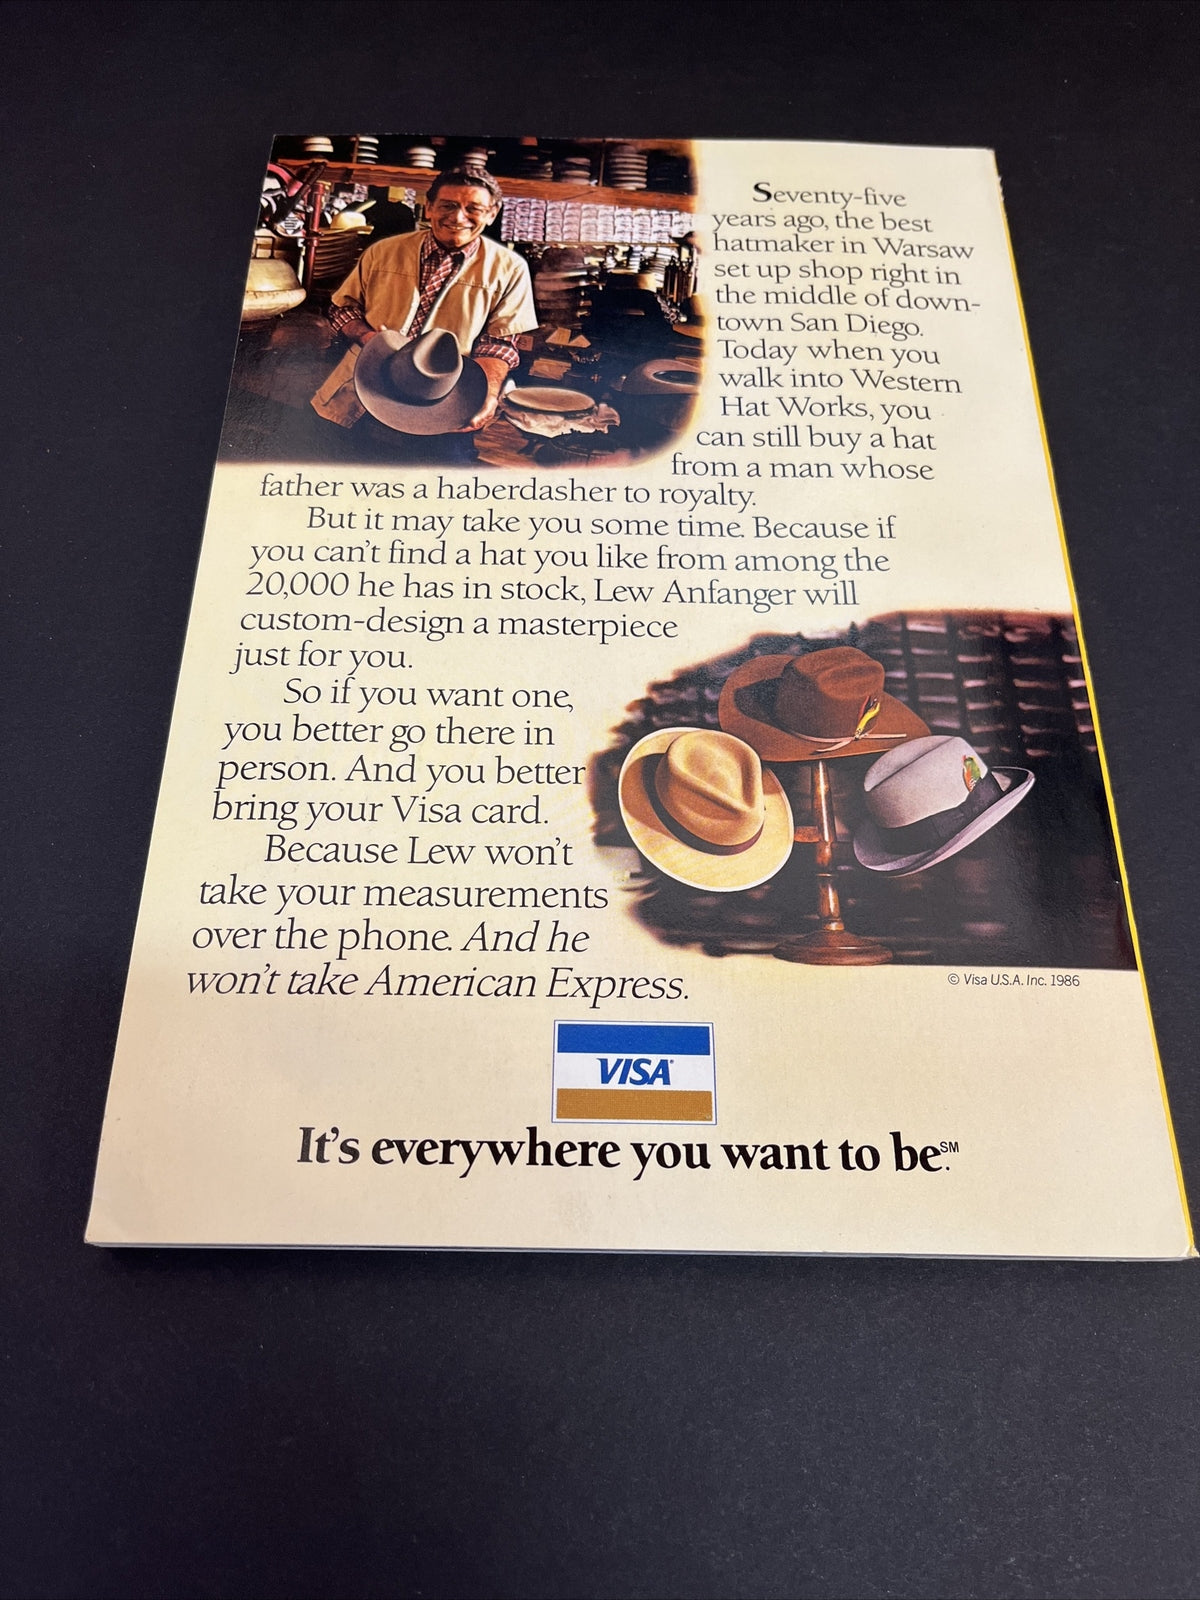 Seventy-five
years ago, the best
hatmaker in Warsaw
set up shop right in
the middle of down-
town San Diego.
Today when you
walk into Western
Hat Works, you
can still buy a hat
from a man whose
father was a haberdasher to royalty.
But it may take you some time. Because if
you can't find a hat you like from among the
20,000 he has in stock, Lew Anfanger will
custom-design a masterpiece
just for you.
So if you want one,
you better go there in
person. And you better
bring your Visa card.
Because Lew won't
take your measurements
over the phone. And he
won't take American Express.
© Visa U.S.A. Inc. 1986
VISA®
It's everywhere you want to be.℠